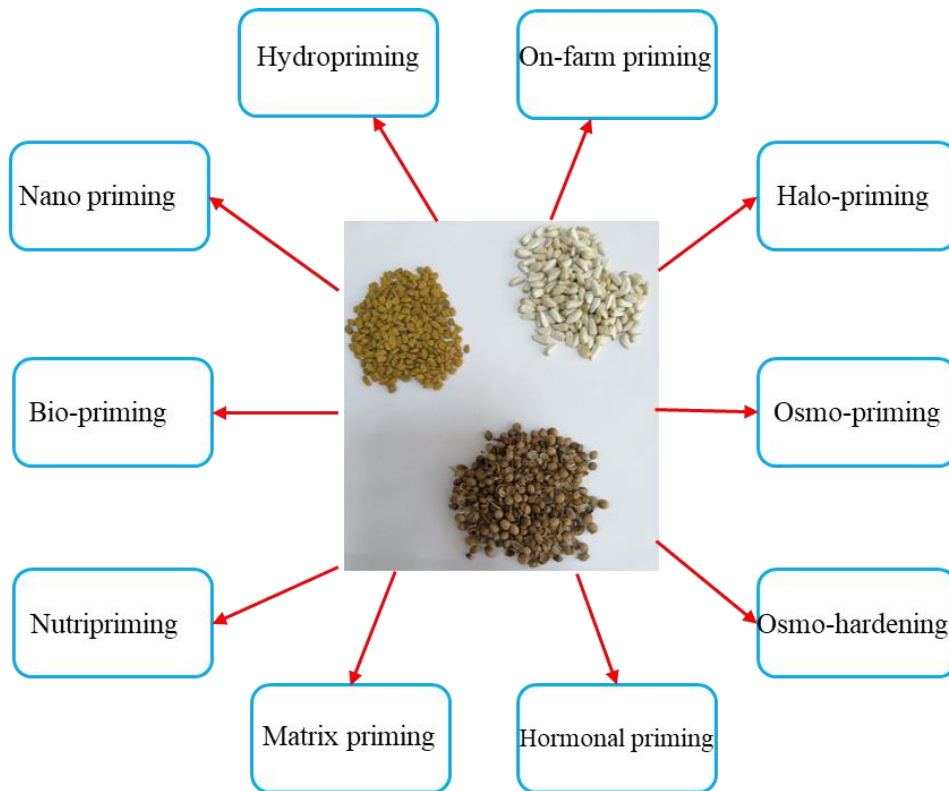 Hydropriming
On-farm priming
Nano priming
Halo-priming
Bio-priming
Osmo-priming
Nutripriming
Osmo-hardening
Matrix priming
Hormonal priming